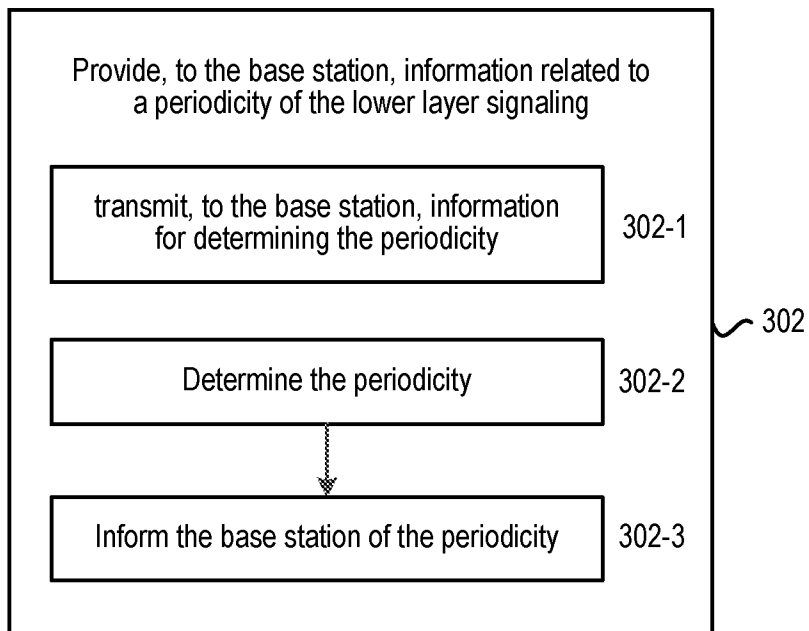 Provide, to the base station, information related to
a periodicity of the lower layer signaling
transmit, to the base station, information
for determining the periodicity
302-1
302
Determine the periodicity
302-2
Inform the base station of the periodicity
302-3